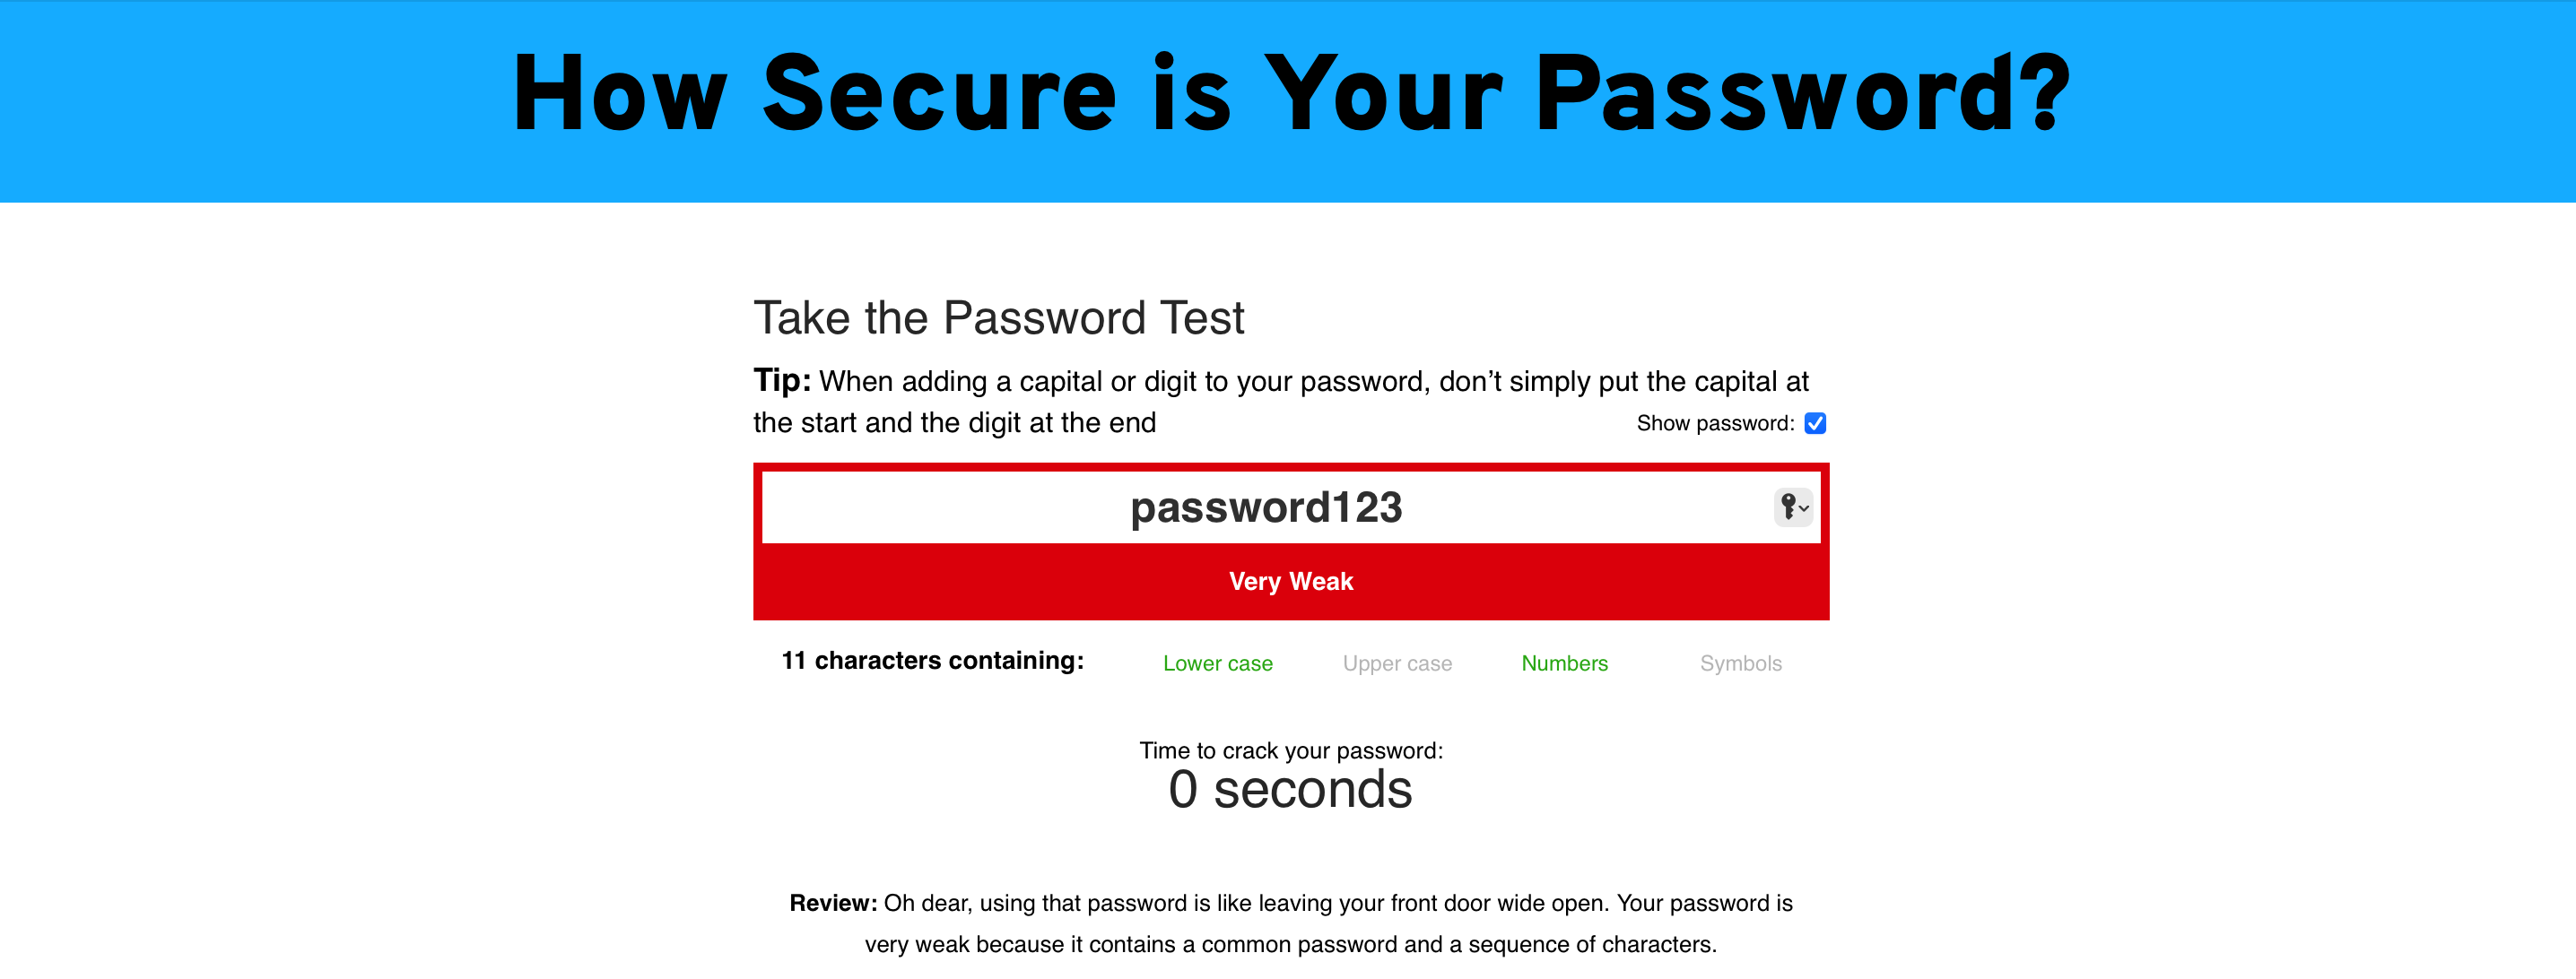 How Secure is Your Password?
Take the Password Test
Tip: When adding a capital or digit to your password, don’t simply put the capital at
the start and the digit at the end
Show password:
password123
Very Weak
11 characters containing: Lower case Upper case Numbers Symbols
Time to crack your password:
0 seconds
Review: Oh dear, using that password is like leaving your front door wide open. Your password is
very weak because it contains a common password and a sequence of characters.